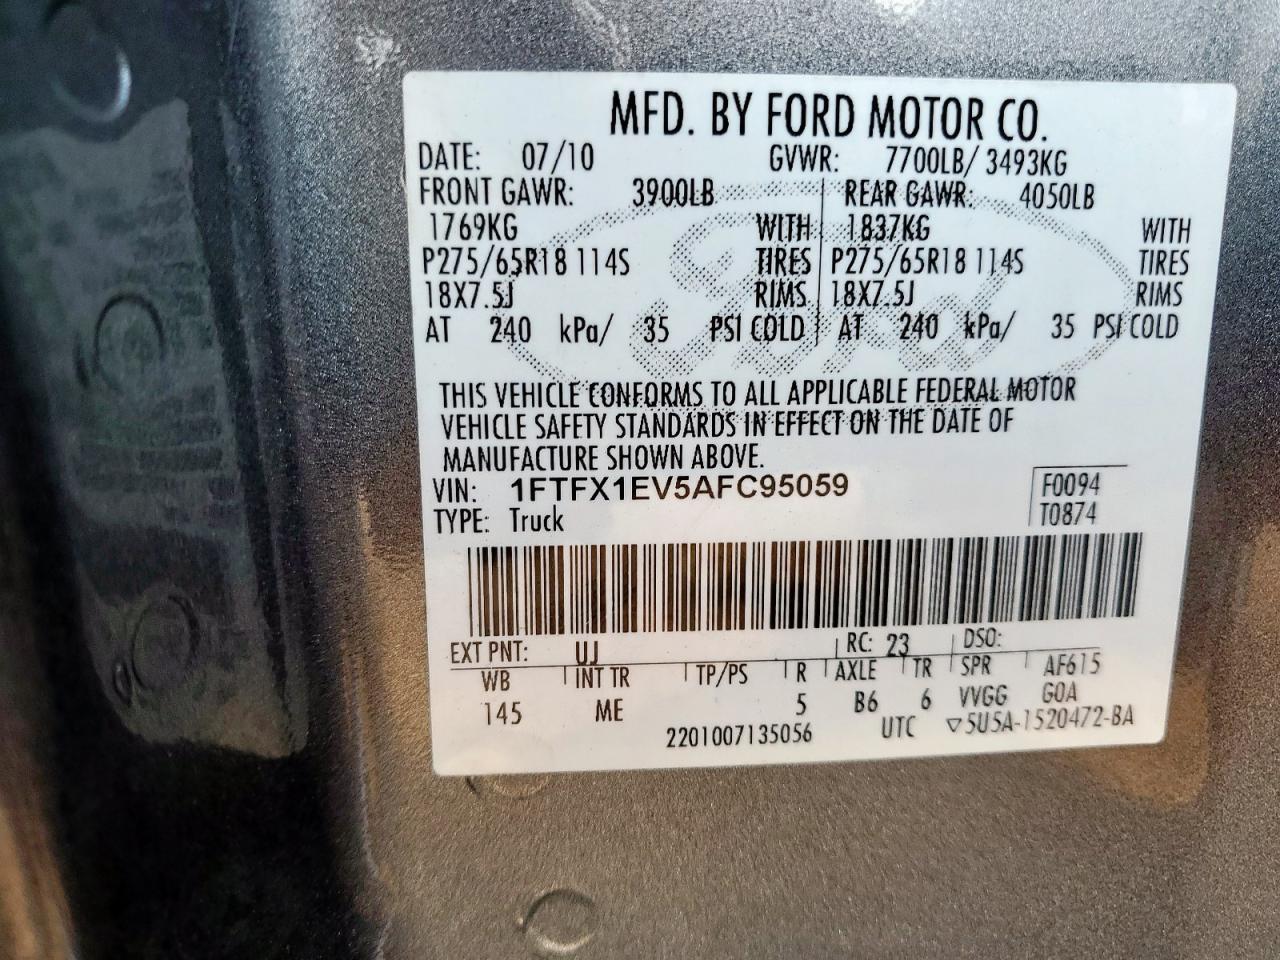 MFD. BY FORD MOTOR CO.
DATE: 07/10 GVWR: 7700LB/ 3493KG
FRONT GAWR: 3900LB REAR GAWR: 4050LB
1769KG WITH 1837KG WITH
P275/65R18 114S TIRES P275/65R18 114S TIRES
18X7.5J RIMS 18X7.5J RIMS
AT 240 kPa/ 35 PSI COLD AT 240 kPa/ 35 PSI COLD
Ford
THIS VEHICLE CONFORMS TO ALL APPLICABLE FEDERAL MOTOR
VEHICLE SAFETY STANDARDS IN EFFECT ON THE DATE OF
MANUFACTURE SHOWN ABOVE.
VIN: 1FTFX1EV5AFC95059 F0094
TYPE: Truck T0874
EXT PNT: UJ RC: 23 DSO:
WB INT TR TP/PS R AXLE TR SPR AF615
145 ME 5 B6 6 VVGG GOA
2201007135056 UTC ▽5U5A-1520472-BA